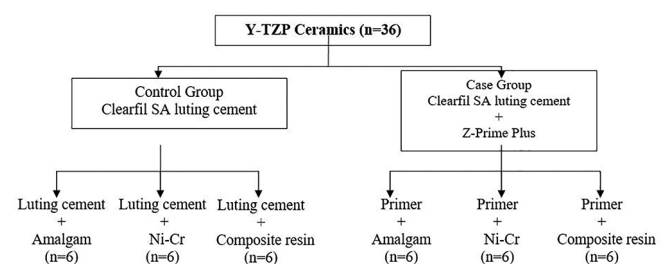 Y-TZP Ceramics (n=36)
Control Group
Clearfil SA luting cement
Case Group
Clearfil SA luting cement
+
Z-Prime Plus
Luting cement
+
Amalgam
(n=6)
Luting cement
+
Ni-Cr
(n=6)
Luting cement
+
Composite resin
(n=6)
Primer
+
Amalgam
(n=6)
Primer
+
Ni-Cr
(n=6)
Primer
+
Composite resin
(n=6)